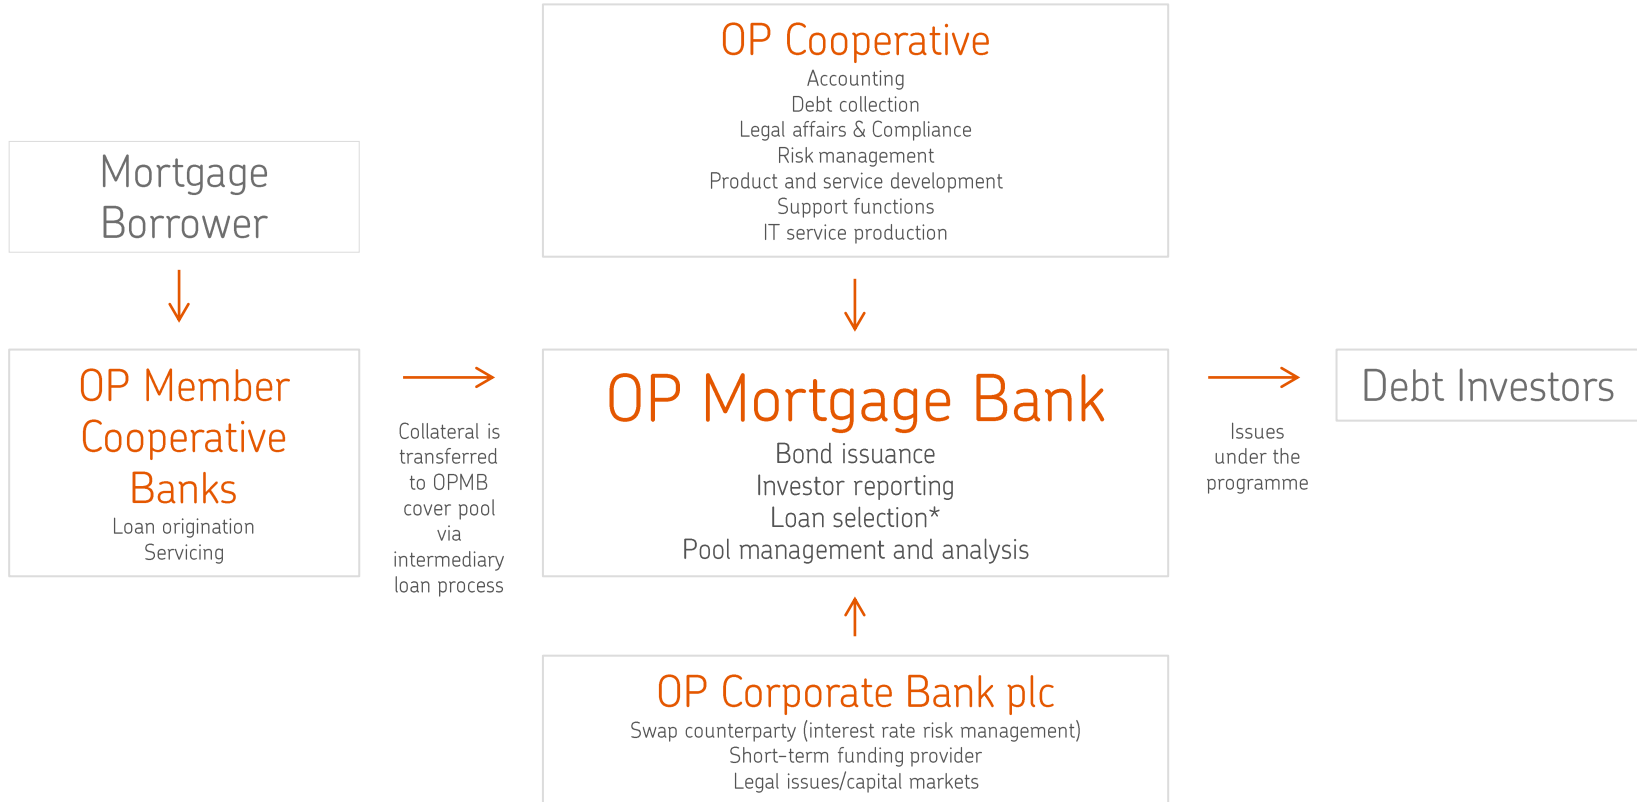 OP Cooperative
Accounting
Debt collection
Legal affairs & Compliance
Risk management
Product and service development
Support functions
IT service production
Mortgage
Borrower
OP Member
Cooperative
Banks
Loan origination
Servicing
Collateral is
transferred
to OPMB
cover pool
via
intermediary
loan process
OP Mortgage Bank
Bond issuance
Investor reporting
Loan selection*
Pool management and analysis
Issues
under the
programme
Debt Investors
OP Corporate Bank plc
Swap counterparty (interest rate risk management)
Short-term funding provider
Legal issues/capital markets